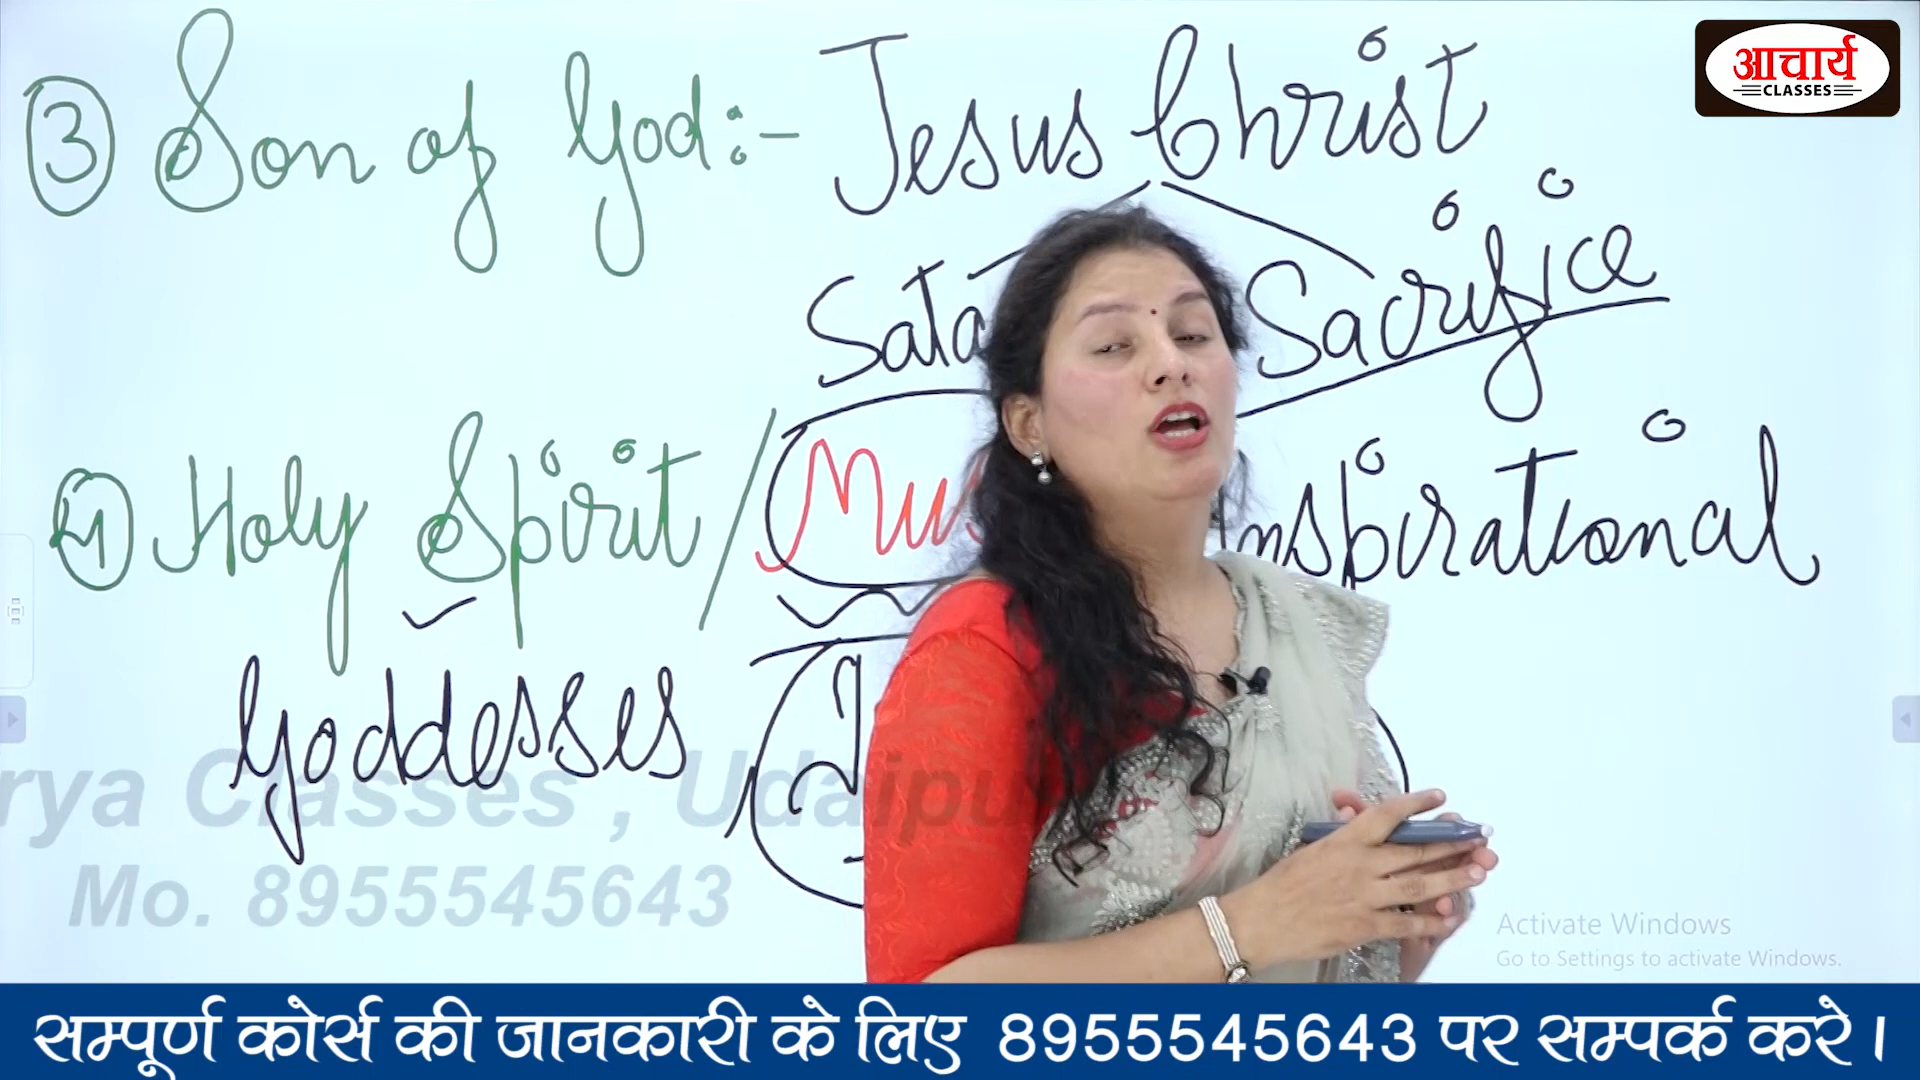 आचार्य
CLASSES
③ Son of God :- Jesus Christ
Sacrifice
④ Holy Spirit / Inspirational
Goddesses,
rya Classes , Udaipu
Mo. 8955545643
Activate Windows
Go to Settings to activate Windows.
सम्पूर्ण कोर्स की जानकारी के लिए 8955545643 पर सम्पर्क करे ।